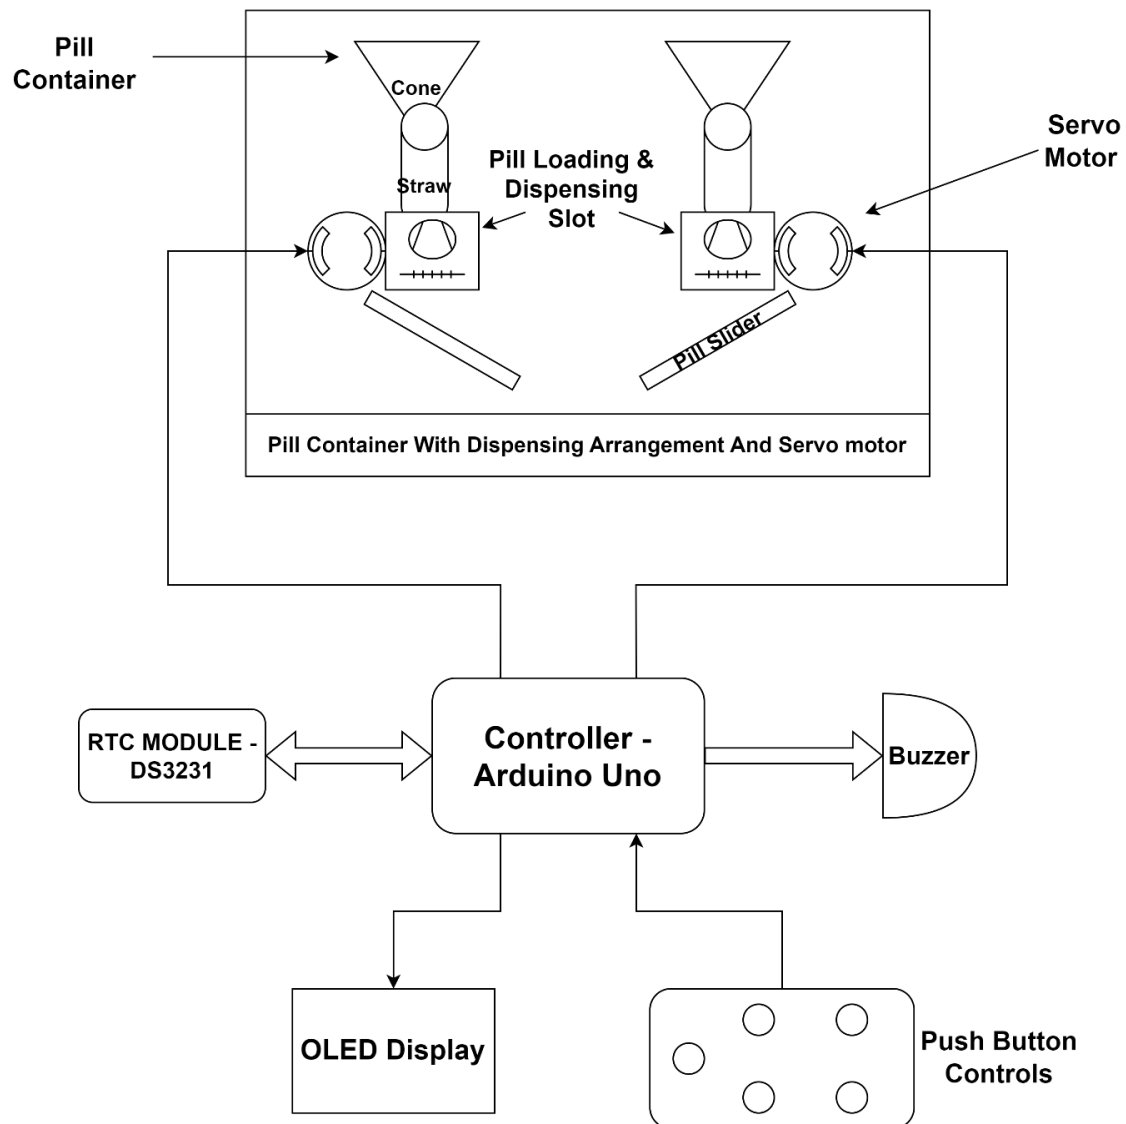 Pill
Container
Cone
Straw
Pill Loading &
Dispensing
Slot
Servo
Motor
Pill Slider
Pill Container With Dispensing Arrangement And Servo motor
RTC MODULE -
DS3231
Controller -
Arduino Uno
Buzzer
OLED Display
Push Button
Controls